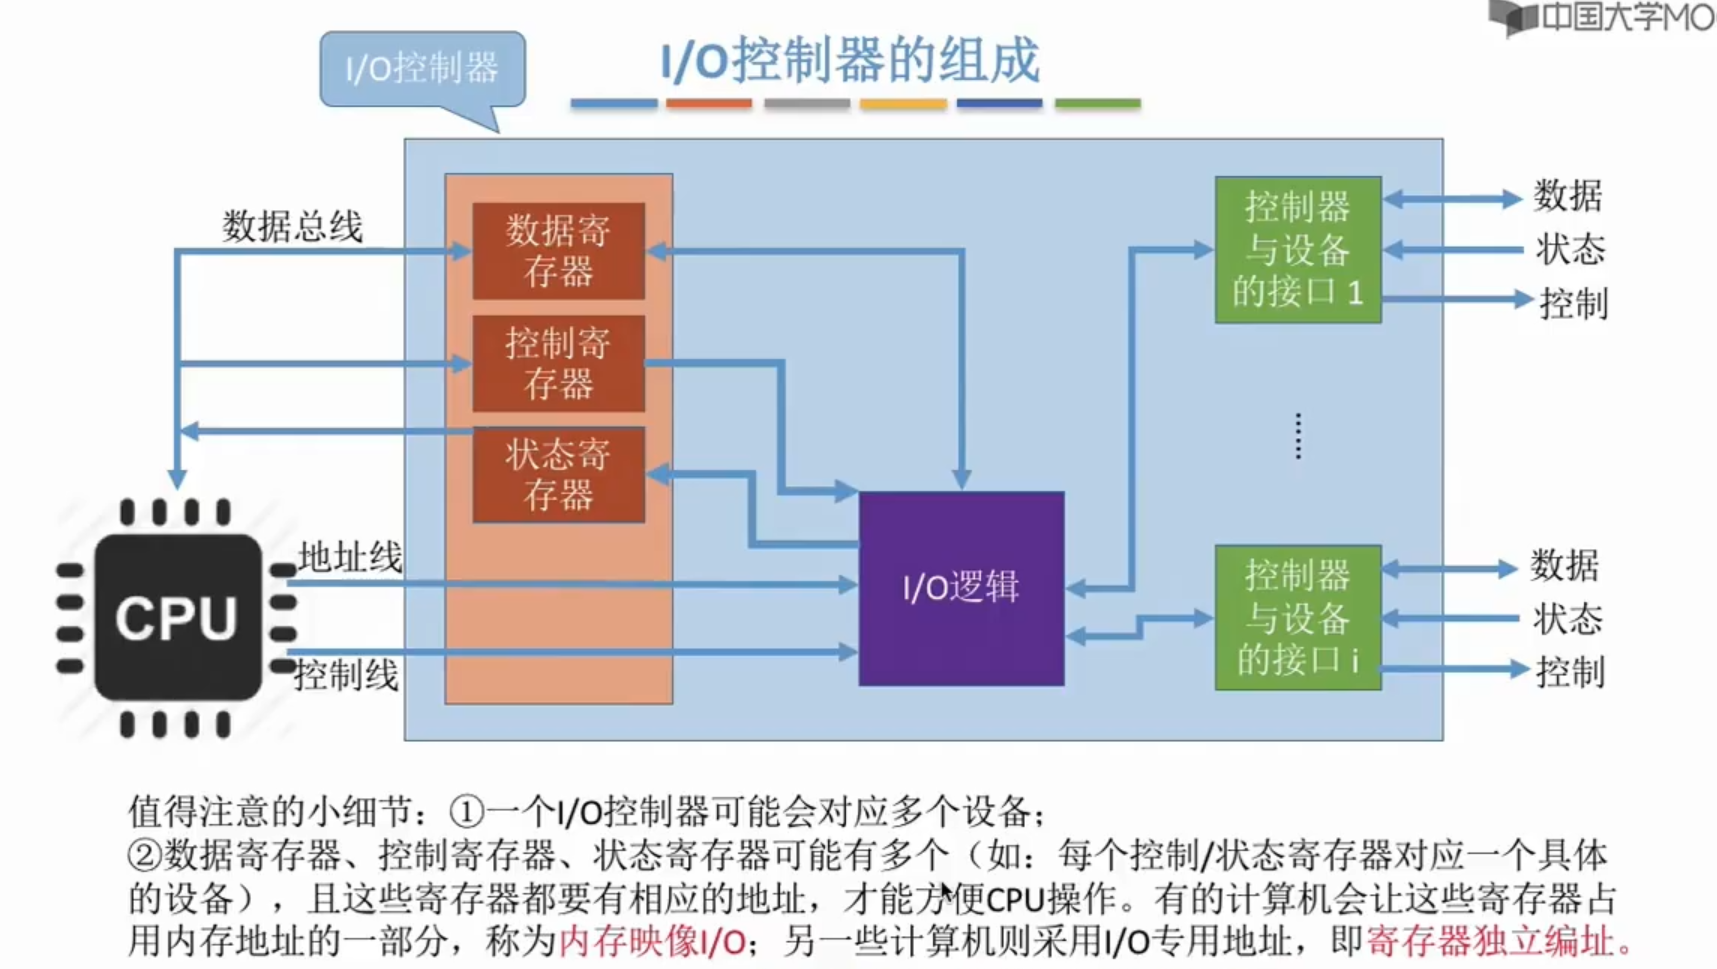 中国大学MO
I/O控制器
I/O控制器的组成
数据总线
数据寄
存器
控制寄
存器
状态寄
存器
地址线
控制线
CPU
I/O逻辑
控制器
与设备
的接口 1
数据
状态
控制
......
控制器
与设备
的接口 i
数据
状态
控制
值得注意的小细节：①一个I/O控制器可能会对应多个设备；
②数据寄存器、控制寄存器、状态寄存器可能有多个（如：每个控制/状态寄存器对应一个具体
的设备），且这些寄存器都要有相应的地址，才能方便CPU操作。有的计算机会让这些寄存器占
用内存地址的一部分，称为内存映像I/O；另一些计算机则采用I/O专用地址，即寄存器独立编址。